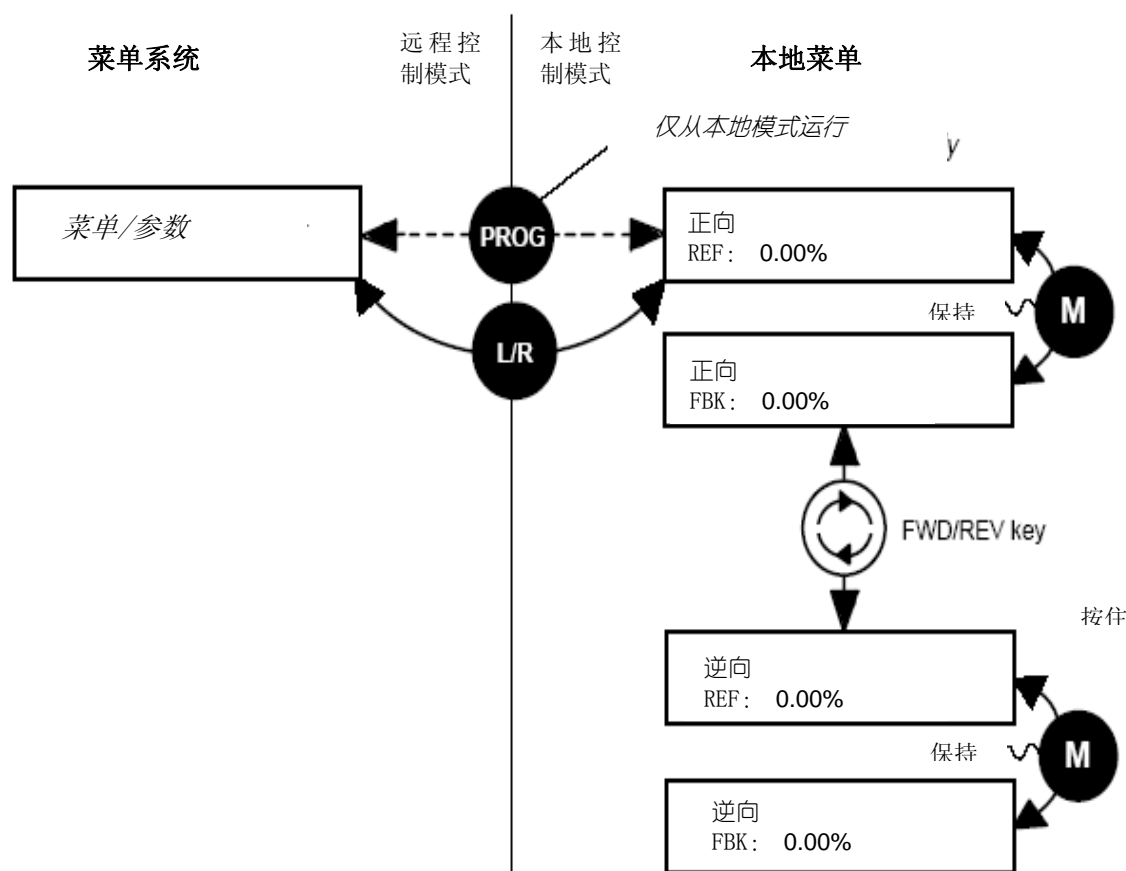 菜单系统
远程控
制模式
本地控
制模式
本地菜单
仅从本地模式运行
y
菜单/参数
PROG
正向
REF: 0.00%
保持
M
L/R
正向
FBK: 0.00%
FWD/REV key
按住
逆向
REF: 0.00%
保持
M
逆向
FBK: 0.00%